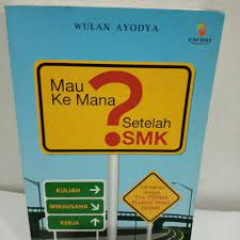 WULAN AYODYA
Mau
Ke Mana
?
Setelah
SMK
KULIAH
WIRAUSAHA
KERJA